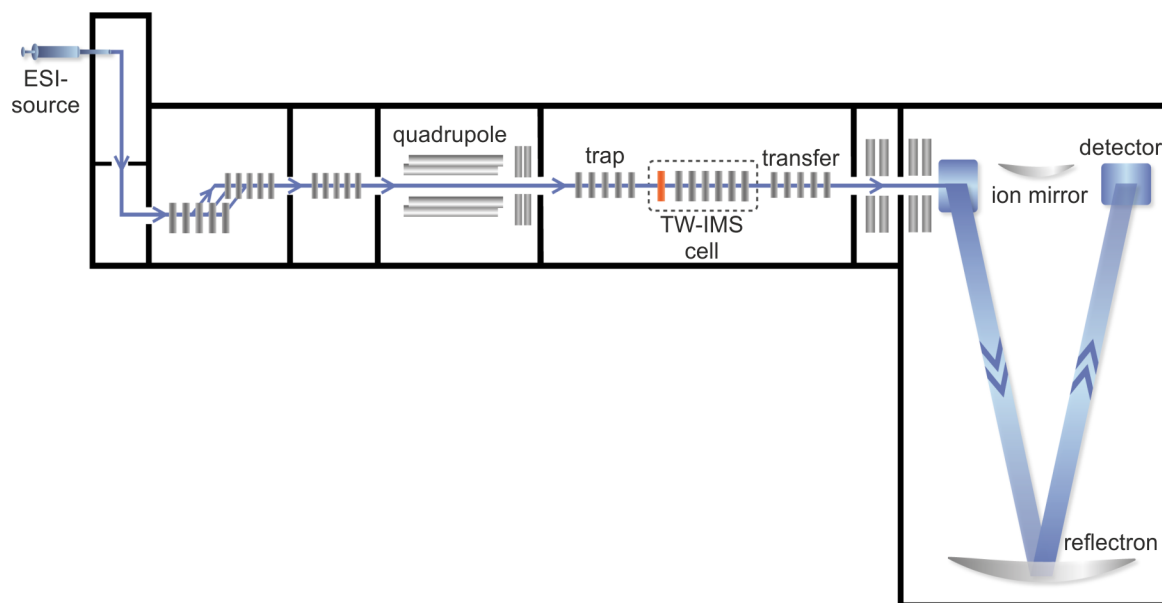 ESI-
source
quadrupole
trap
TW-IMS
cell
transfer
ion mirror
detector
reflectron